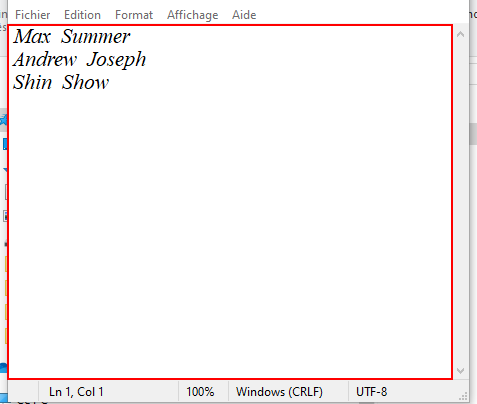 Fichier Edition Format Affichage Aide
Max Summer
Andrew Joseph
Shin Show
Ln 1, Col 1 100% Windows (CRLF) UTF-8